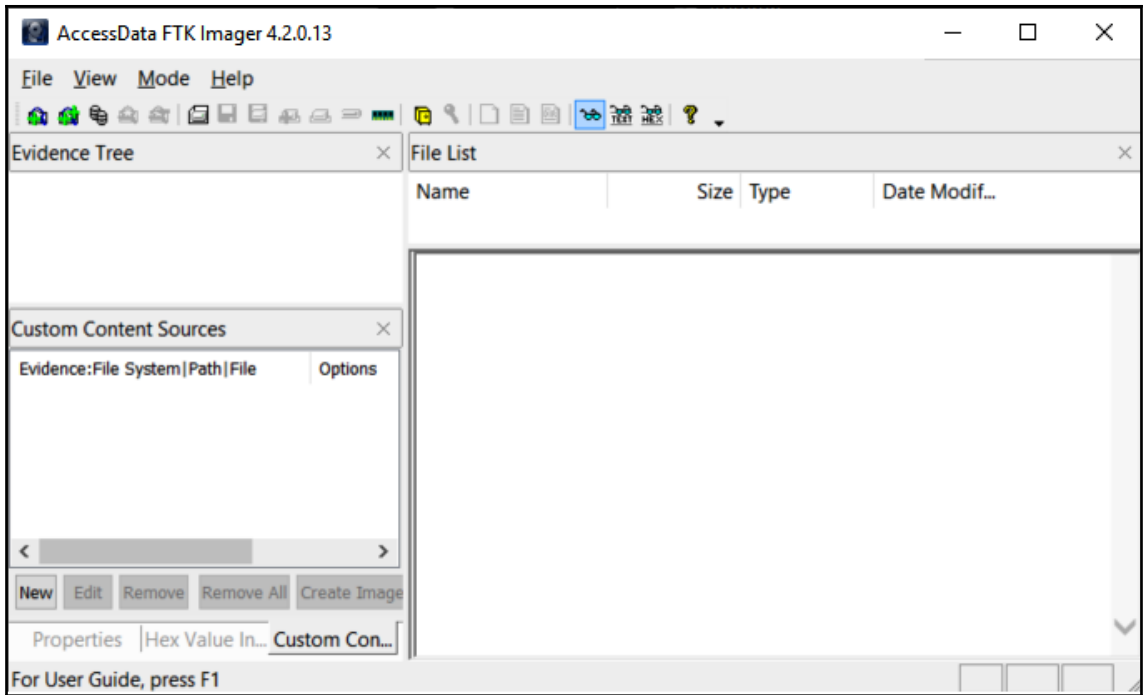 AccessData FTK Imager 4.2.0.13
File View Mode Help
TEXT HEX ?
Evidence Tree
File List
Name Size Type Date Modif...
Custom Content Sources
Evidence:File System|Path|File Options
New Edit Remove Remove All Create Image
Properties Hex Value In... Custom Con...
For User Guide, press F1